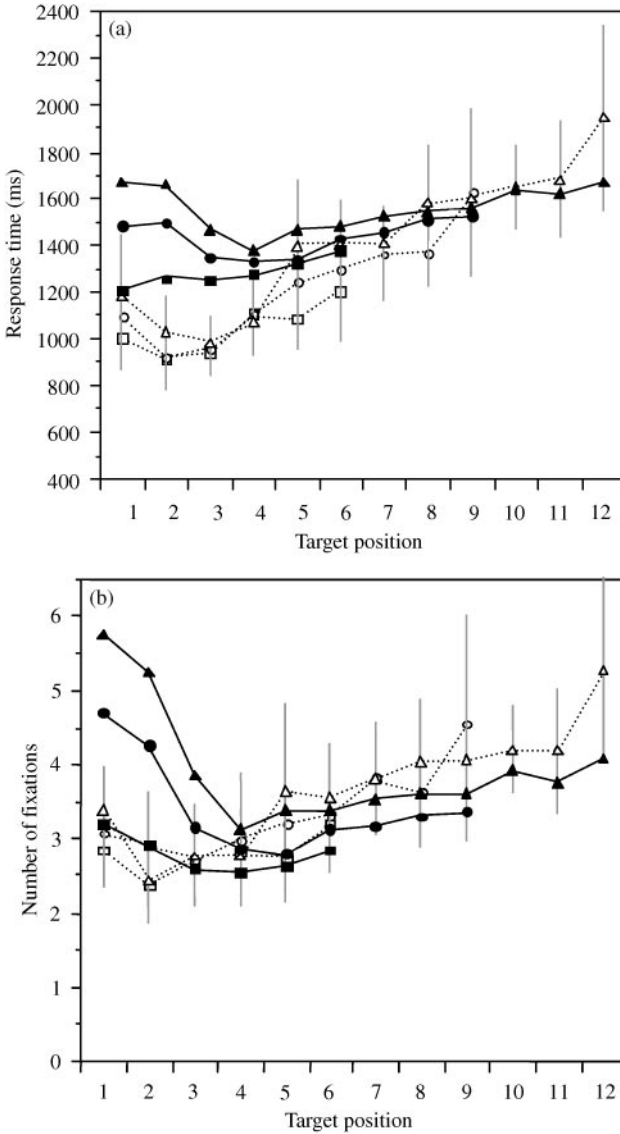 (a)
2400
2200
2000
1800
1600
1400
1200
1000
800
600
400
Response time (ms)
1 2 3 4 5 6 7 8 9 10 11 12
Target position
(b)
6
5
4
3
2
1
0
Number of fixations
1 2 3 4 5 6 7 8 9 10 11 12
Target position